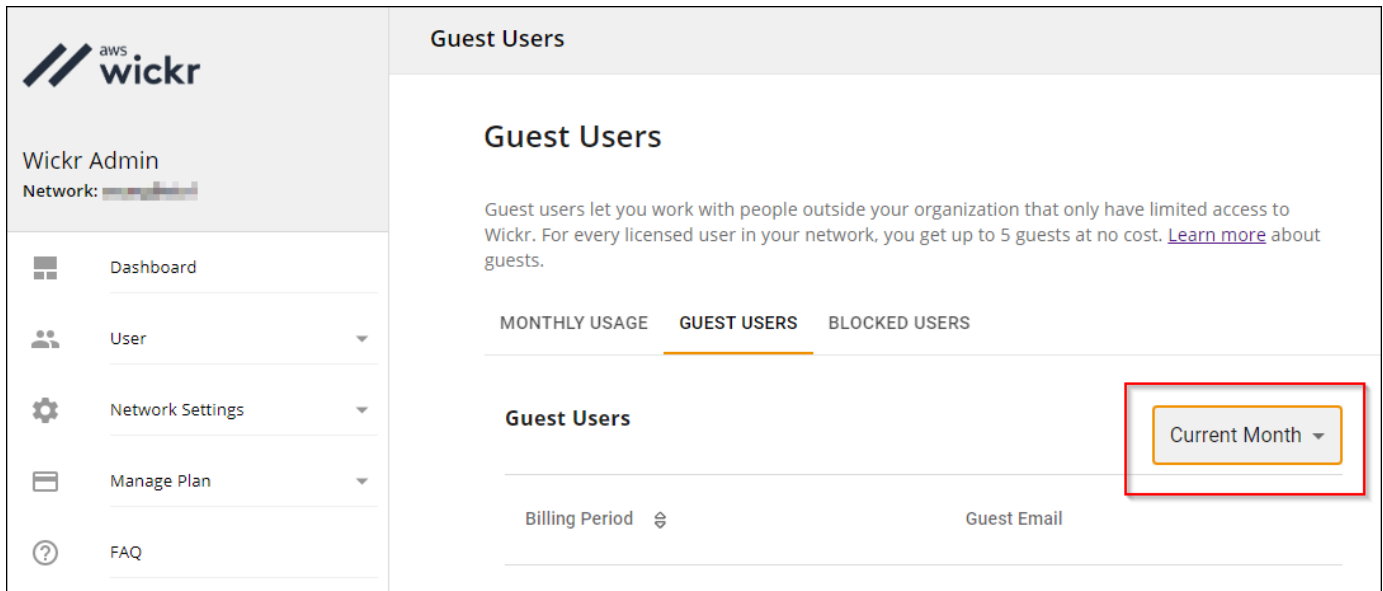 aws
wickr
Wickr Admin
Network:
Dashboard
User
Network Settings
Manage Plan
FAQ
Guest Users
Guest Users
Guest users let you work with people outside your organization that only have limited access to
Wickr. For every licensed user in your network, you get up to 5 guests at no cost. Learn more about
guests.
MONTHLY USAGE GUEST USERS BLOCKED USERS
Guest Users
Current Month
Billing Period Guest Email